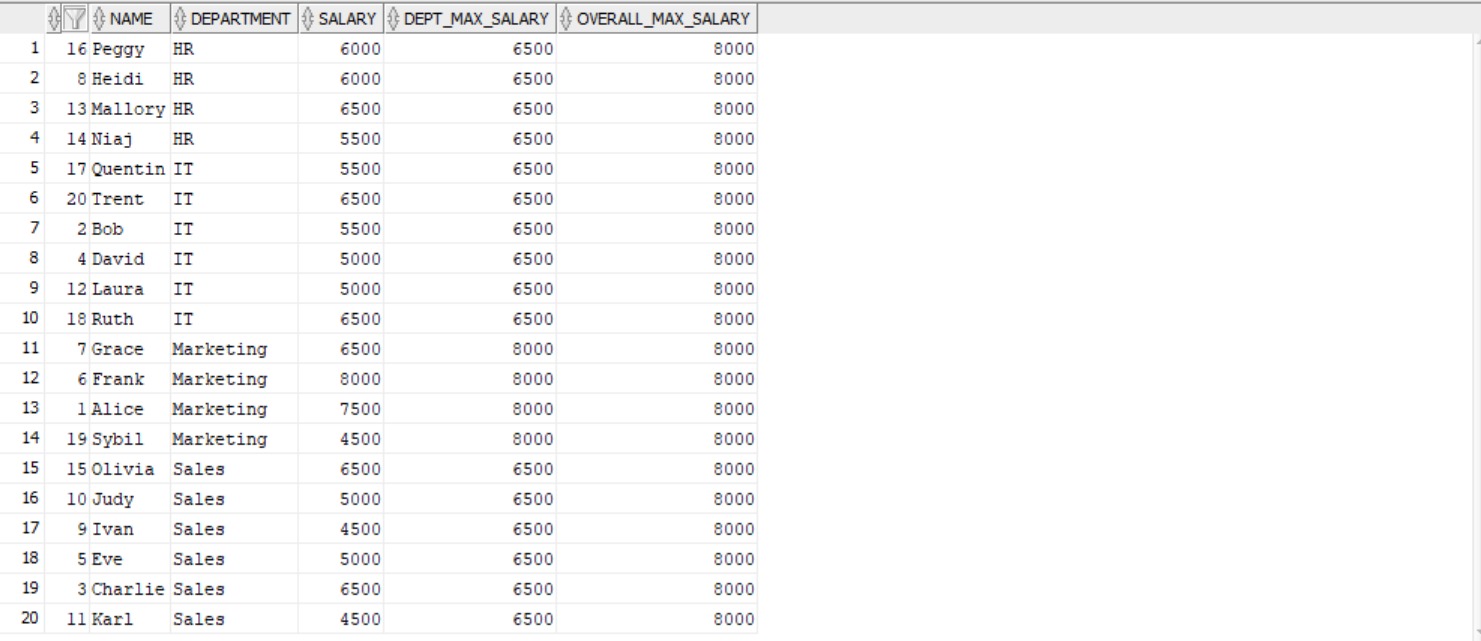 NAME DEPARTMENT SALARY DEPT_MAX_SALARY OVERALL_MAX_SALARY
1 16 Peggy HR 6000 6500 8000
2 8 Heidi HR 6000 6500 8000
3 13 Mallory HR 6500 6500 8000
4 14 Niaj HR 5500 6500 8000
5 17 Quentin IT 5500 6500 8000
6 20 Trent IT 6500 6500 8000
7 2 Bob IT 5500 6500 8000
8 4 David IT 5000 6500 8000
9 12 Laura IT 5000 6500 8000
10 18 Ruth IT 6500 6500 8000
11 7 Grace Marketing 6500 8000 8000
12 6 Frank Marketing 8000 8000 8000
13 1 Alice Marketing 7500 8000 8000
14 19 Sybil Marketing 4500 8000 8000
15 15 Olivia Sales 6500 6500 8000
16 10 Judy Sales 5000 6500 8000
17 9 Ivan Sales 4500 6500 8000
18 5 Eve Sales 5000 6500 8000
19 3 Charlie Sales 6500 6500 8000
20 11 Karl Sales 4500 6500 8000